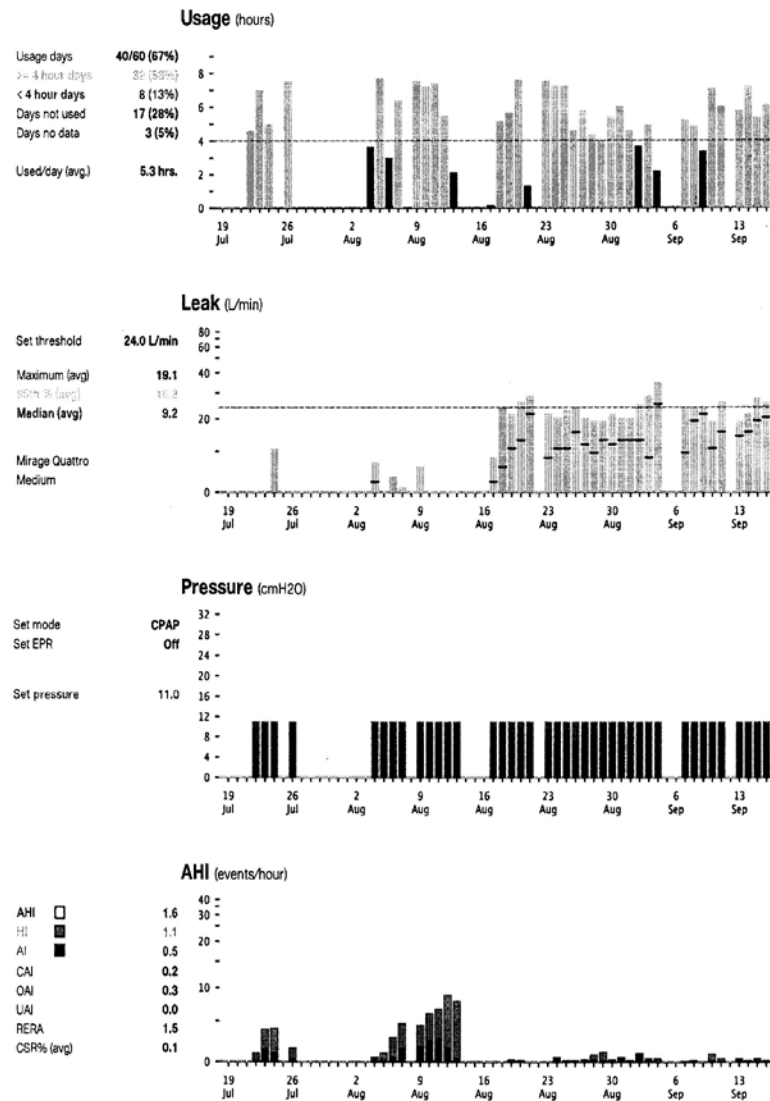 Usage (hours)
Usage days 40/60 (67%)
>= 4 hour days 32 (53%)
< 4 hour days 8 (13%)
Days not used 17 (28%)
Days no data 3 (5%)
Used/day (avg.) 5.3 hrs.
8
6
4
2
0
19 26 2 9 16 23 30 6 13
Jul Jul Aug Aug Aug Aug Aug Sep Sep
Leak (L/min)
Set threshold 24.0 L/min
Maximum (avg) 19.1
95th % (avg)
Median (avg) 9.2
Mirage Quattro
Medium
80
60
40
20
0
19 26 2 9 16 23 30 6 13
Jul Jul Aug Aug Aug Aug Aug Sep Sep
Pressure (cmH2O)
Set mode CPAP
Set EPR Off
Set pressure 11.0
32
28
24
20
16
12
8
4
0
19 26 2 9 16 23 30 6 13
Jul Jul Aug Aug Aug Aug Aug Sep Sep
AHI (events/hour)
AHI 1.6
HI 1.1
AI 0.5
CAI 0.2
OAI 0.3
UAI 0.0
RERA 1.5
CSR% (avg) 0.1
40
30
20
10
0
19 26 2 9 16 23 30 6 13
Jul Jul Aug Aug Aug Aug Aug Sep Sep